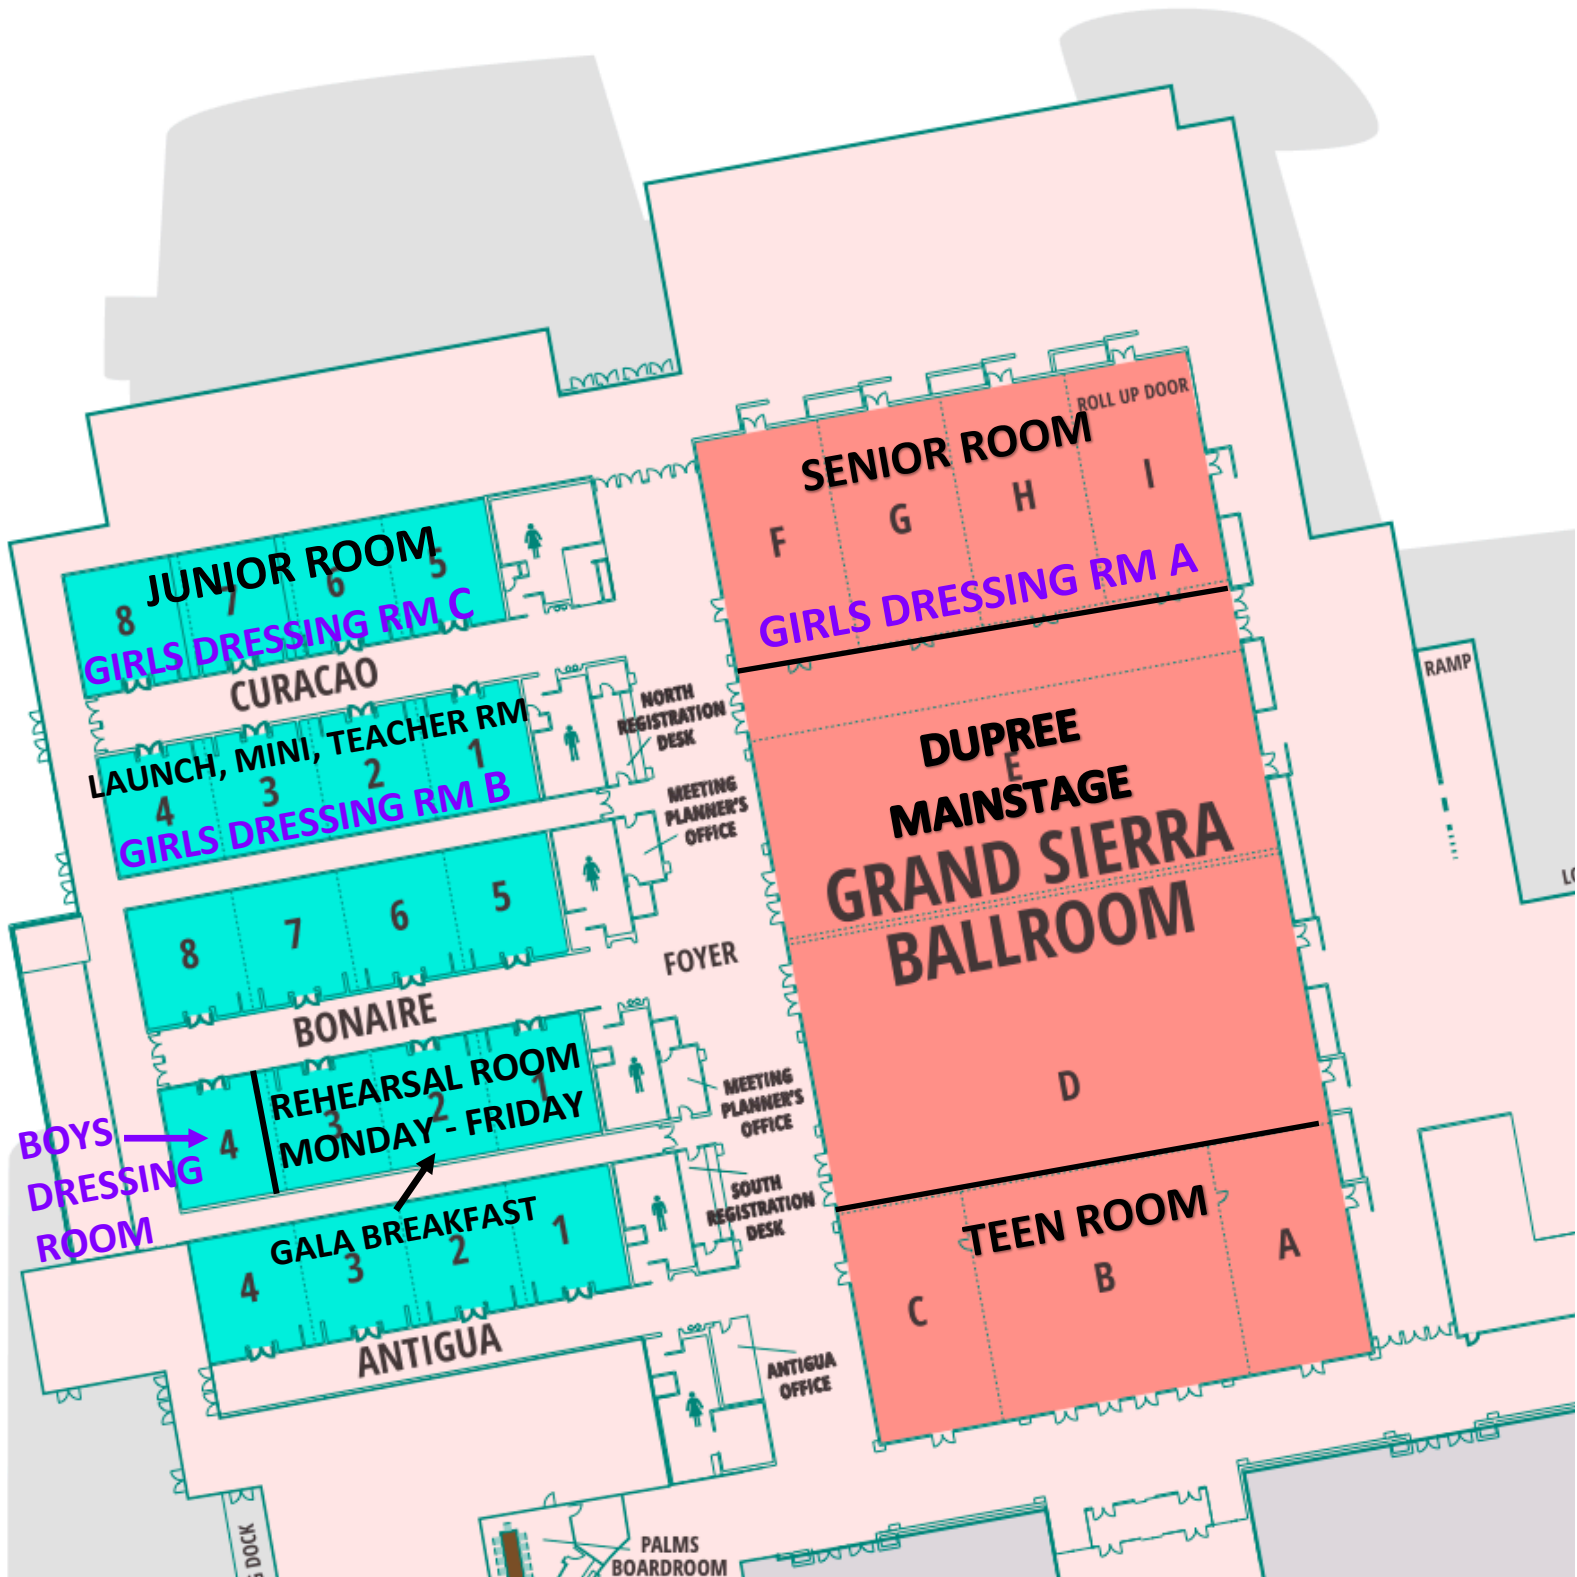 ROLL UP DOOR
SENIOR ROOM
F G H I
GIRLS DRESSING RM A
JUNIOR ROOM
8 7 6 5
GIRLS DRESSING RM C
CURACAO
LAUNCH, MINI, TEACHER RM
4 3 2 1
GIRLS DRESSING RM B
NORTH
REGISTRATION
DESK
MEETING
PLANNER'S
OFFICE
RAMP
DUPREE
E
MAINSTAGE
GRAND SIERRA
BALLROOM
8 7 6 5
BONAIRE
FOYER
D
REHEARSAL ROOM
4 3 2 1
MONDAY - FRIDAY
BOYS
DRESSING
ROOM
MEETING
PLANNER'S
OFFICE
GALA BREAKFAST
4 3 2 1
ANTIGUA
SOUTH
REGISTRATION
DESK
TEEN ROOM
C B A
ANTIGUA
OFFICE
DOCK
PALMS
BOARDROOM